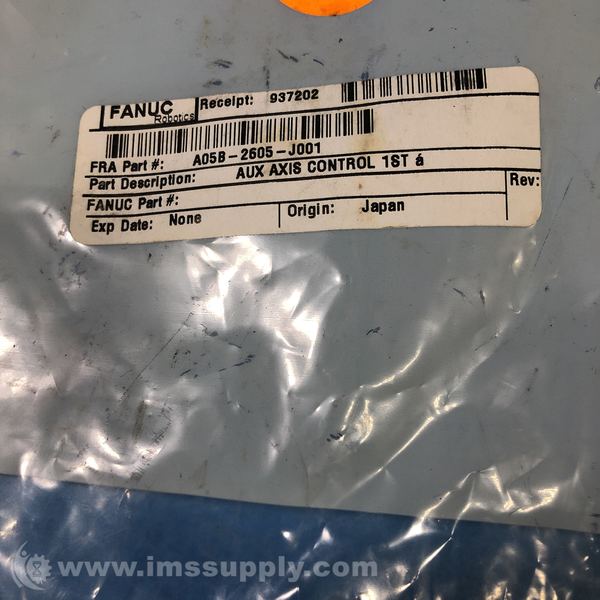 FANUC Robotics Receipt: 937202
FRA Part #: A05B-2605-J001
Part Description: AUX AXIS CONTROL 1ST á
FANUC Part #: Rev:
Exp Date: None Origin: Japan
www.imssupply.com